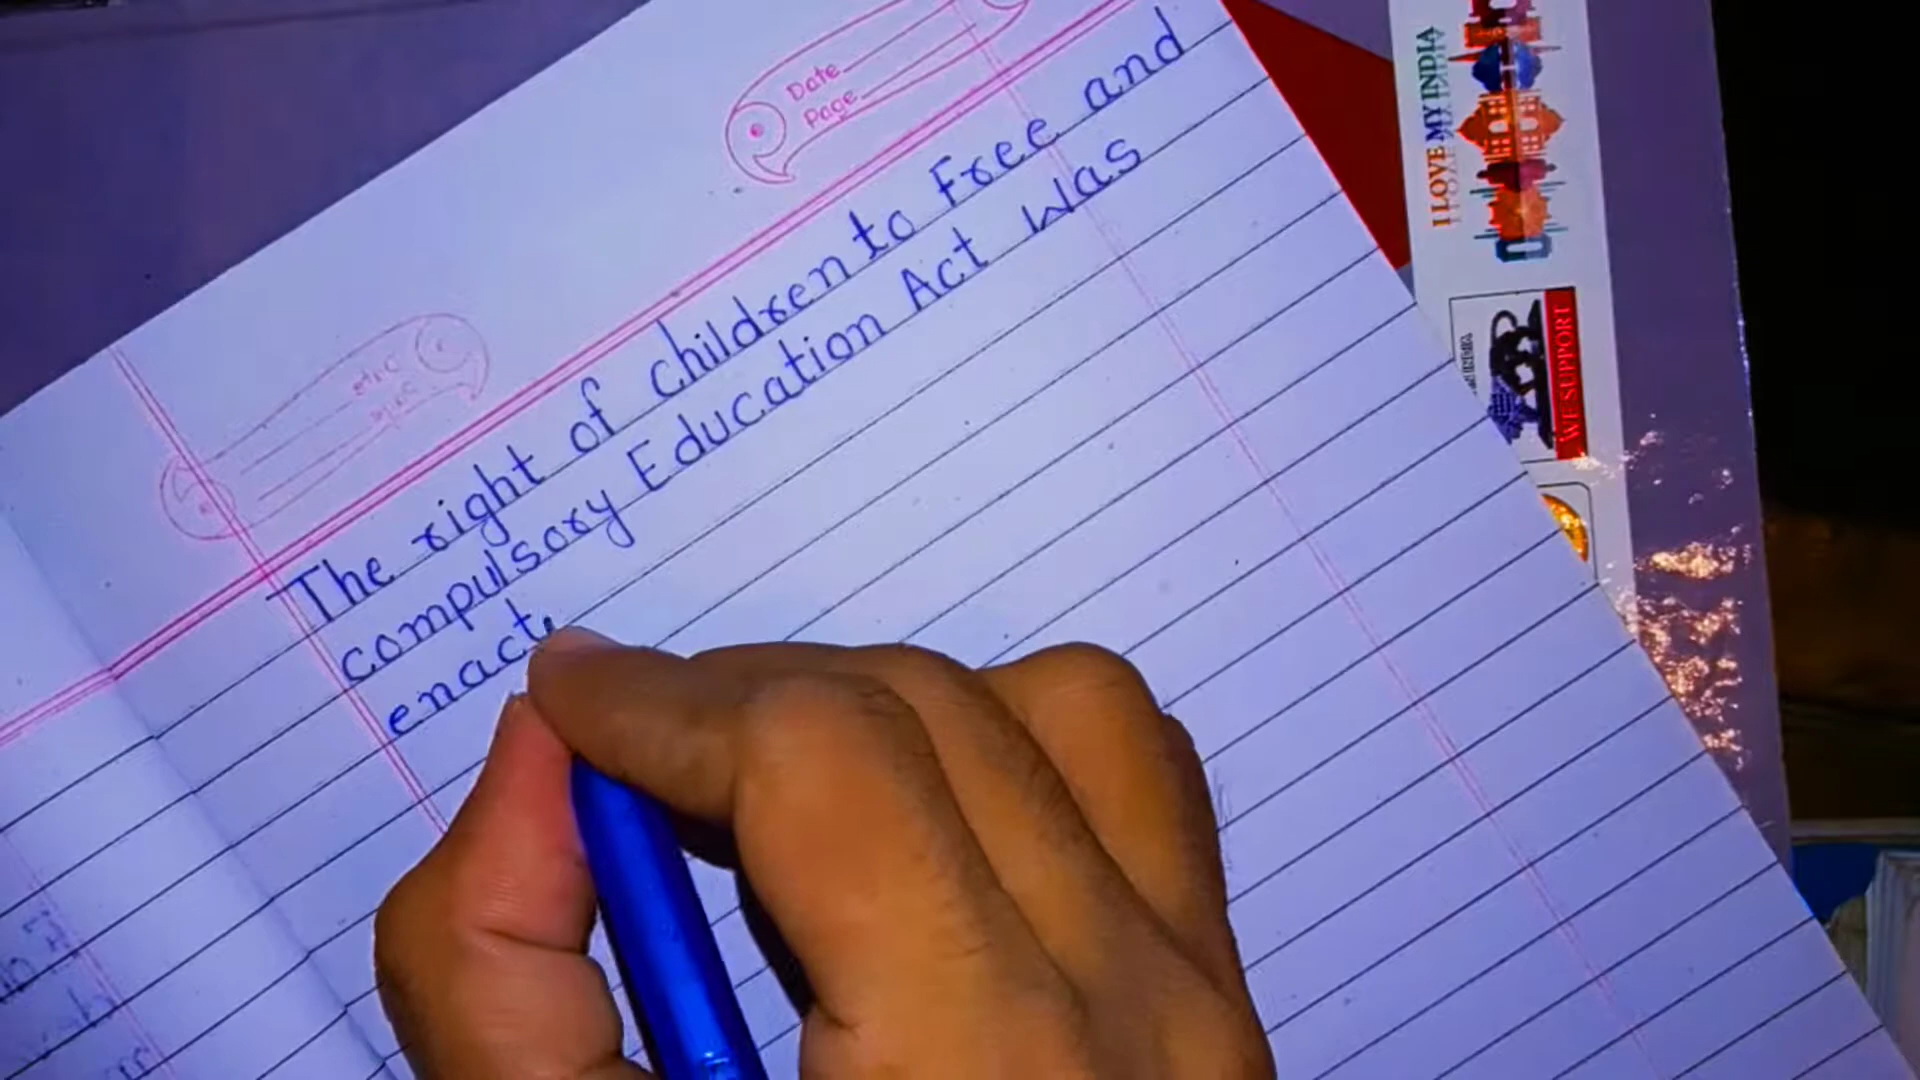 Date
Page
The right of children to Free and
compulsory Education Act was
enact
I LOVE MY INDIA
WE SUPPORT